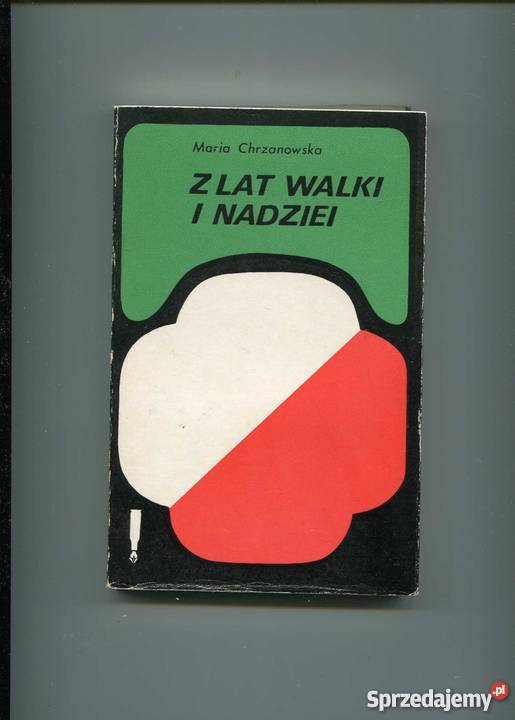 Maria Chrzanowska
Z LAT WALKI
I NADZIEI
Sprzedajemy.pl